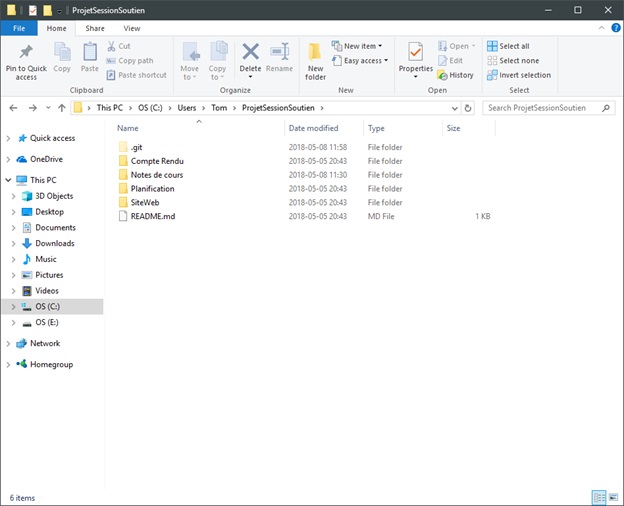 ProjetSessionSoutien
File Home Share View
Pin to Quick access
Copy
Paste
Cut
Copy path
Paste shortcut
Clipboard
Move to
Copy to
Delete
Rename
Organize
New folder
New item
Easy access
New
Properties
Open
Edit
History
Open
Select all
Select none
Invert selection
Select
This PC OS (C:) Users Tom ProjetSessionSoutien
Search ProjetSessionSoutien
Quick access
OneDrive
This PC
3D Objects
Desktop
Documents
Downloads
Music
Pictures
Videos
OS (C:)
OS (E:)
Network
Homegroup
Name Date modified Type Size
.git 2018-05-08 11:58 File folder
Compte Rendu 2018-05-05 20:43 File folder
Notes de cours 2018-05-08 11:30 File folder
Planification 2018-05-05 20:43 File folder
SiteWeb 2018-05-05 20:43 File folder
README.md 2018-05-05 20:43 MD File 1 KB
6 items